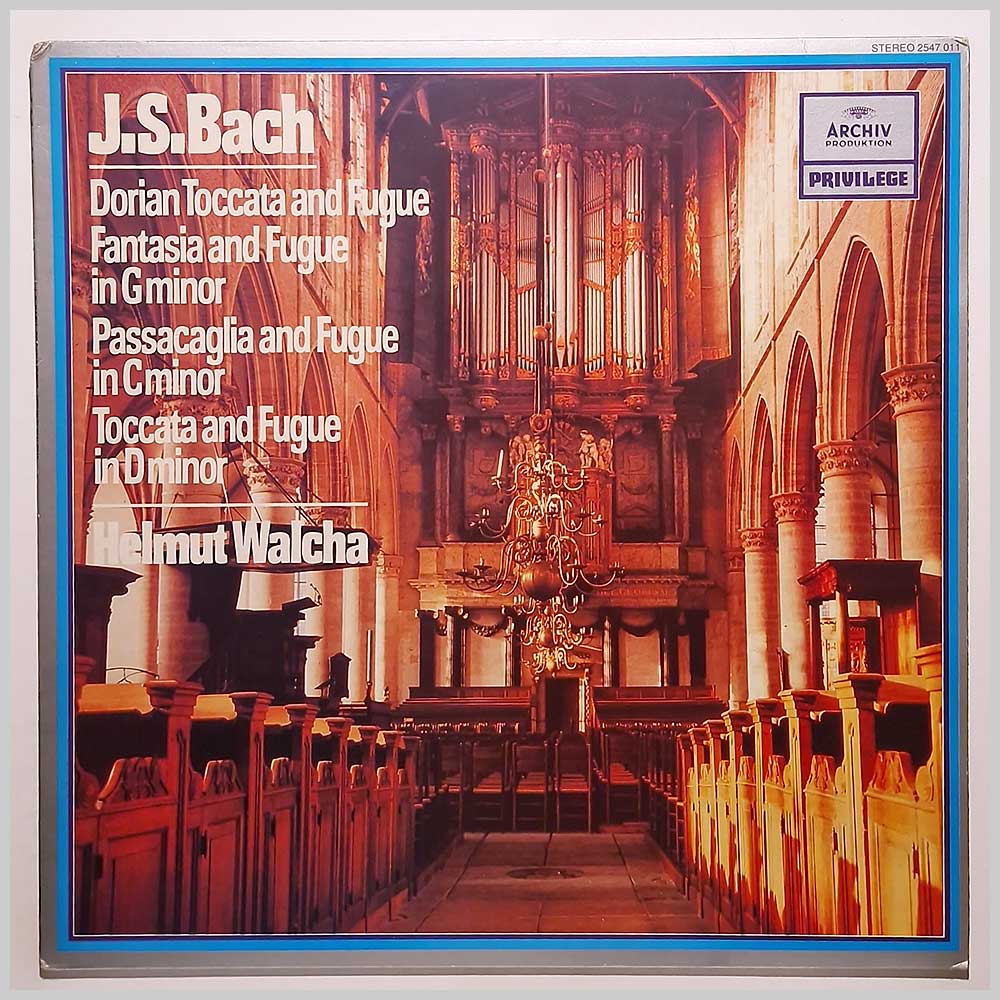 STEREO 2547 011
J.S.Bach
Dorian Toccata and Fugue
Fantasia and Fugue
in G minor
Passacaglia and Fugue
in C minor
Toccata and Fugue
in D minor
Helmut Walcha
ARCHIV
PRODUKTION
PRIVILEGE